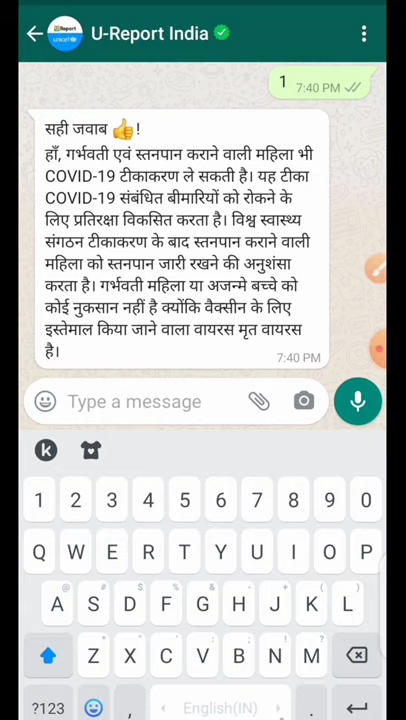 U-Report
unicef
U-Report India
1
7:40 PM
सही जवाब 👍!
हाँ, गर्भवती एवं स्तनपान कराने वाली महिला भी
COVID-19 टीकाकरण ले सकती है। यह टीका
COVID-19 संबंधित बीमारियों को रोकने के
लिए प्रतिरक्षा विकसित करता है। विश्व स्वास्थ्य
संगठन टीकाकरण के बाद स्तनपान कराने वाली
महिला को स्तनपान जारी रखने की अनुशंसा
करता है। गर्भवती महिला या अजन्मे बच्चे को
कोई नुकसान नहीं है क्योंकि वैक्सीन के लिए
इस्तेमाल किया जाने वाला वायरस मृत वायरस
है।
7:40 PM
Type a message
k
1 2 3 4 5 6 7 8 9 0
Q W E R T Y U I O P
@ # $ % & - + ( )
A S D F G H J K L
* " ' : ; ! ?
Z X C V B N M
?123 , English(IN) .